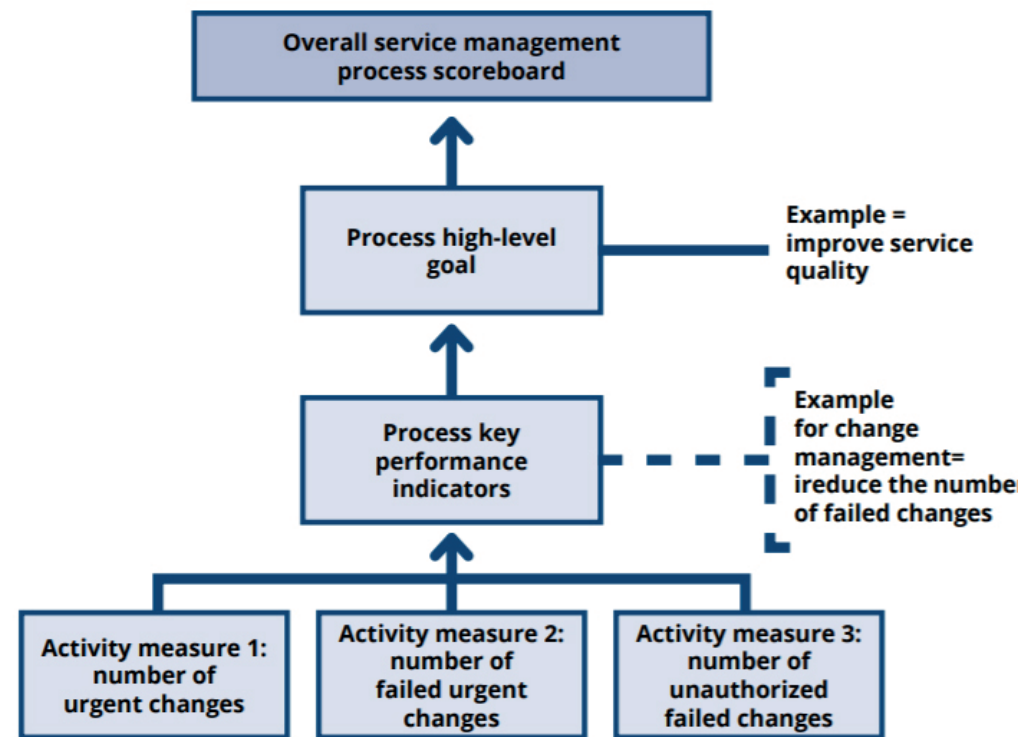 Overall service management
process scoreboard
Process high-level
goal
Example =
improve service
quality
Process key
performance
indicators
Example
for change
management=
ireduce the number
of failed changes
Activity measure 1:
number of
urgent changes
Activity measure 2:
number of
failed urgent
changes
Activity measure 3:
number of
unauthorized
failed changes